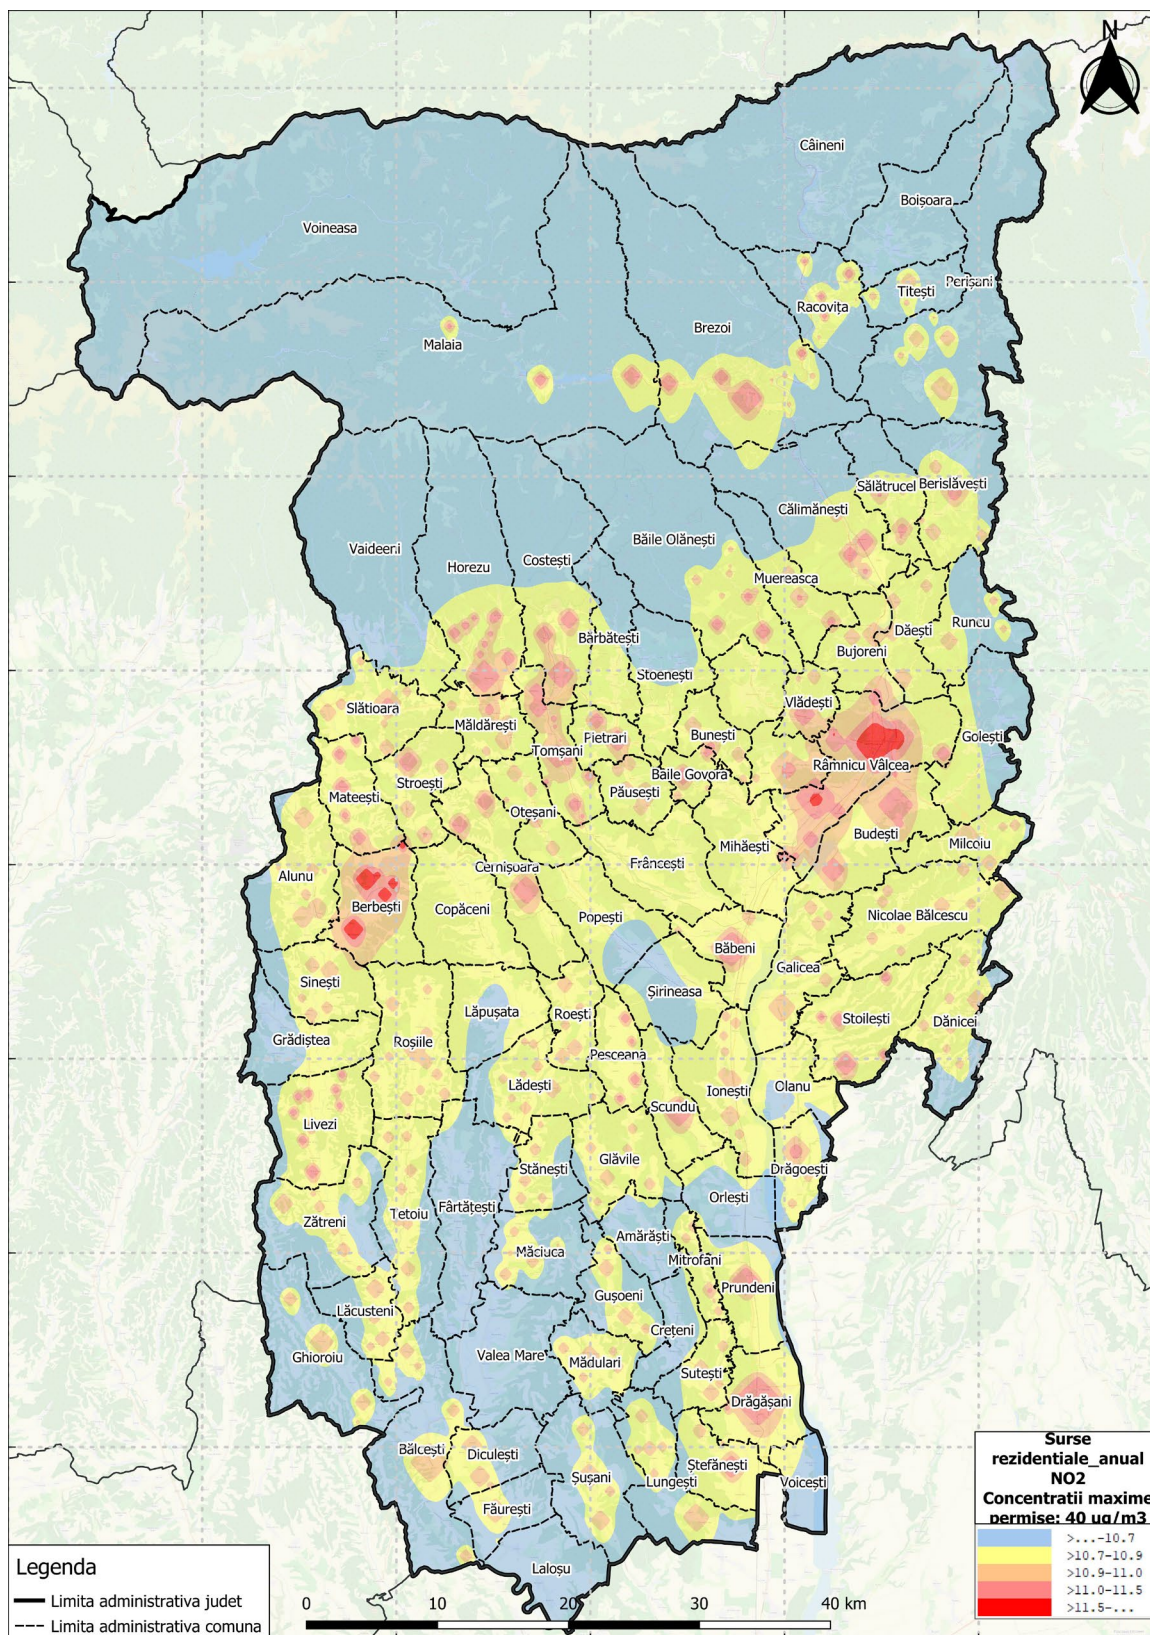 N
Câineni
Boișoara
Voineasa
Titești
Perișani
Racovița
Brezoi
Malaia
Sălătrucel
Berislăvești
Călimănești
Băile Olănești
Vaideeni
Costești
Horezu
Muereasca
Runcu
Dăești
Bărbătești
Bujoreni
Stoenești
Vlădești
Slătioara
Măldărești
Pietrari
Bunești
Golești
Tomșani
Râmnicu Vâlcea
Băile Govora
Stroești
Păusești
Mateești
Oteșani
Budești
Milcoiu
Mihăești
Frâncești
Cernișoara
Alunu
Berbești
Copăceni
Popești
Nicolae Bălcescu
Băbeni
Galicea
Sinești
Șirineasa
Lăpușata
Roești
Stoilești
Dănicei
Grădiștea
Roșiile
Pesceana
Lădești
Ionești
Olanu
Scundu
Livezi
Glăvile
Stănești
Drăgoești
Orlești
Fârtățești
Tetoiu
Zătreni
Amărăști
Măciuca
Mitrofani
Prundeni
Gușoeni
Lăcusteni
Crețeni
Ghioroiu
Valea Mare
Mădulari
Sutești
Drăgășani
Bălcești
Diculești
Ștefănești
Șușani
Lungești
Voicești
Făurești
Lalosu
Surse
rezidentiale_anual
NO2
Concentratii maxime
permise: 40 ug/m3
>...-10.7
>10.7-10.9
>10.9-11.0
>11.0-11.5
>11.5-...
Legenda
Limita administrativa judet
Limita administrativa comuna
0 10 20 30 40 km